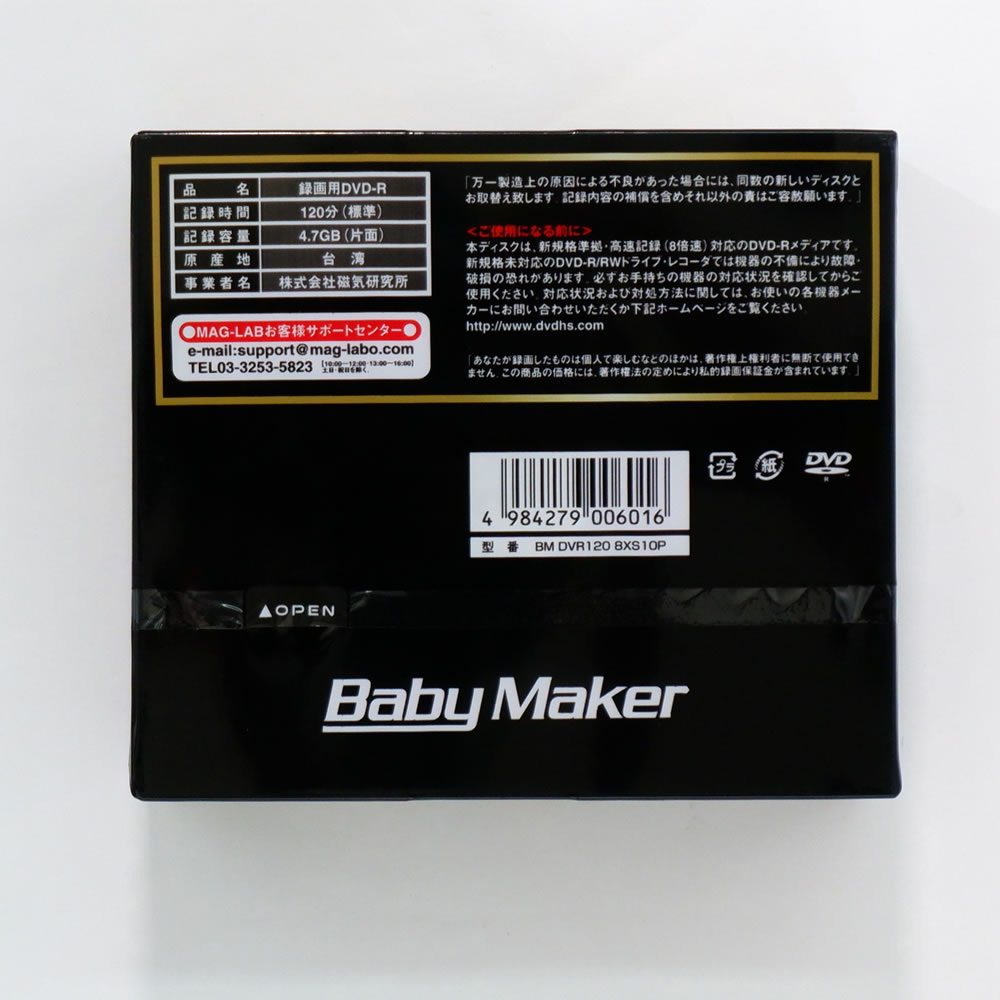 品名 録画用DVD-R
記録時間 120分(標準)
記録容量 4.7GB(片面)
原産地 台湾
事業者名 株式会社磁気研究所
●MAG-LABお客様サポートセンター●
e-mail:support@mag-labo.com
TEL03-3253-5823 [10:00〜12:00・13:00〜16:00 土日・祝日を除く]
「万一製造上の原因による不良があった場合には、同数の新しいディスクと
お取替え致します。記録内容の補償を含めそれ以外の責はご容赦願います。」
<ご使用になる前に>
本ディスクは、新規格準拠・高速記録(8倍速)対応のDVD-Rメディアです。
新規格未対応のDVD-R/RWドライブ・レコーダでは機器の不備により故障・
破損の恐れがあります。必ずお手持ちの機器の対応状況を確認してからご
使用ください。対応状況および対処方法に関しては、お使いの各機器メー
カーにお問い合わせいただくか下記ホームページをご覧ください。
http://www.dvdhs.com
「あなたが録画したものは個人で楽しむなどのほかは、著作権上権利者に無断で使用でき
ません。この商品の価格には、著作権法の定めにより私的録画保証金が含まれています。」
プラ 紙 DVD
R
4 984279 006016
型番 BM DVR120 8XS10P
▲OPEN
Baby Maker